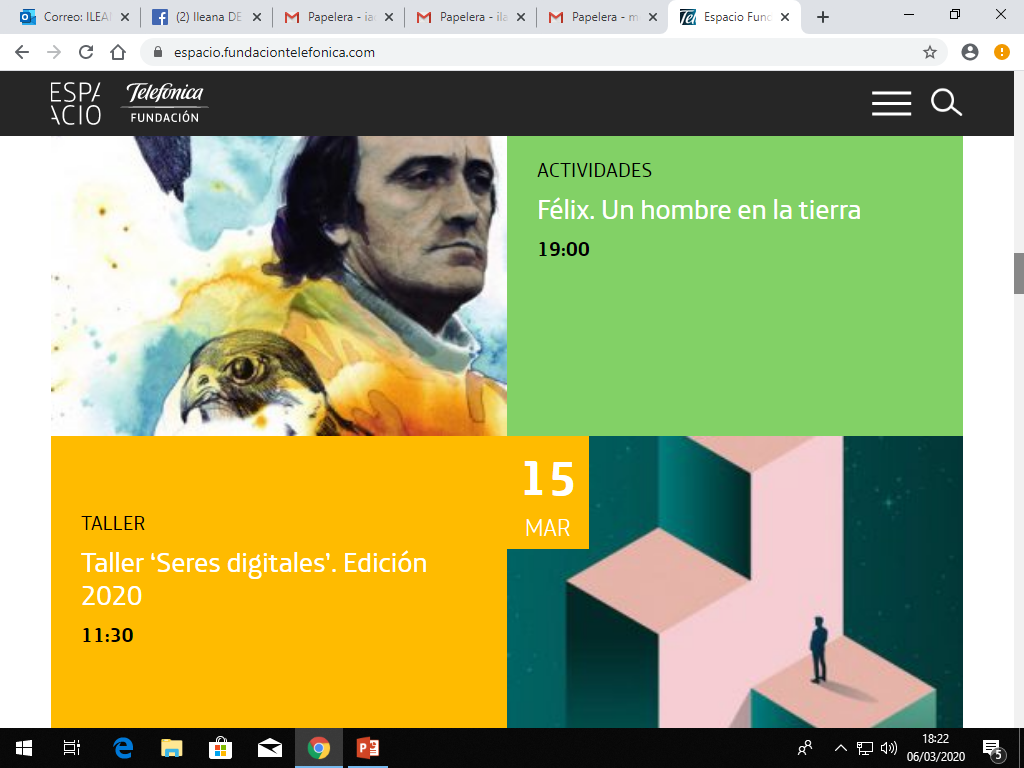 Correo: ILEA
(2) Ileana DE
Papelera - ia
Papelera - ila
Papelera - m
Espacio Fund
espacio.fundaciontelefonica.com
ESPA
ACIO
Telefónica
FUNDACIÓN
ACTIVIDADES
Félix. Un hombre en la tierra
19:00
TALLER
Taller ‘Seres digitales’. Edición
2020
11:30
15
MAR
18:22
06/03/2020
5